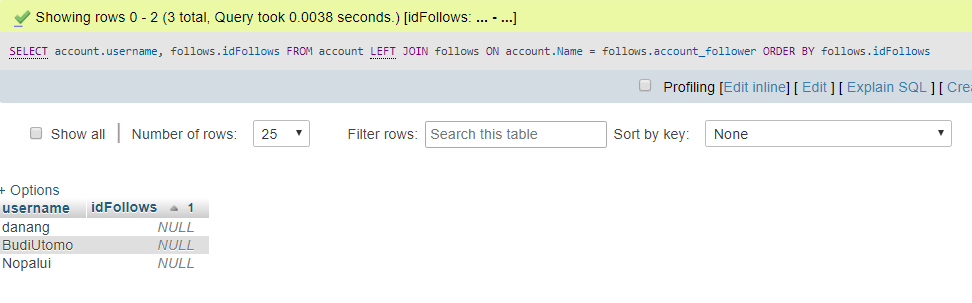 Showing rows 0 - 2 (3 total, Query took 0.0038 seconds.) [idFollows: ... - ...]
SELECT account.username, follows.idFollows FROM account LEFT JOIN follows ON account.Name = follows.account_follower ORDER BY follows.idFollows
Profiling [Edit inline] [ Edit ] [ Explain SQL ] [ Crea
Show all | Number of rows: 25 Filter rows: Search this table Sort by key: None
+ Options
username idFollows 1
danang NULL
BudiUtomo NULL
Nopalui NULL